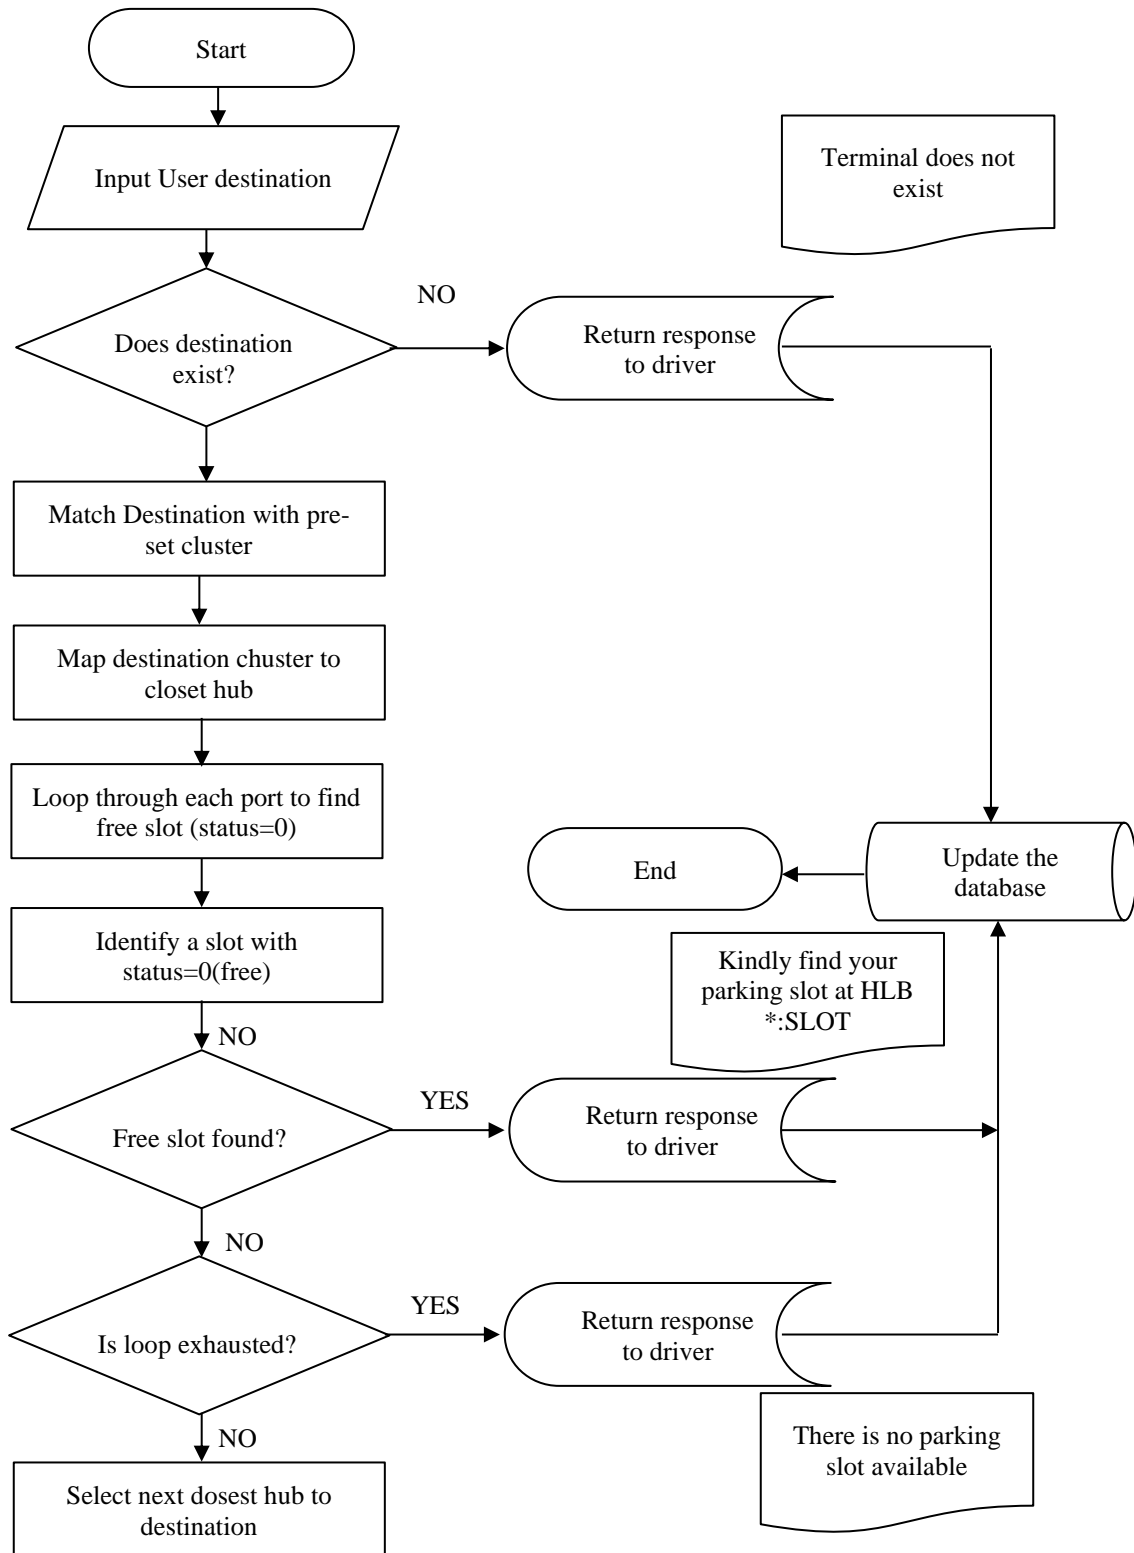 Start
Input User destination
Terminal does not
exist
NO
Does destination
exist?
Return response
to driver
Match Destination with pre-
set cluster
Map destination chuster to
closet hub
Loop through each port to find
free slot (status=0)
End
Update the
database
Identify a slot with
status=0(free)
Kindly find your
parking slot at HLB
*:SLOT
NO
YES
Free slot found?
Return response
to driver
NO
YES
Is loop exhausted?
Return response
to driver
NO
There is no parking
slot available
Select next dosest hub to
destination